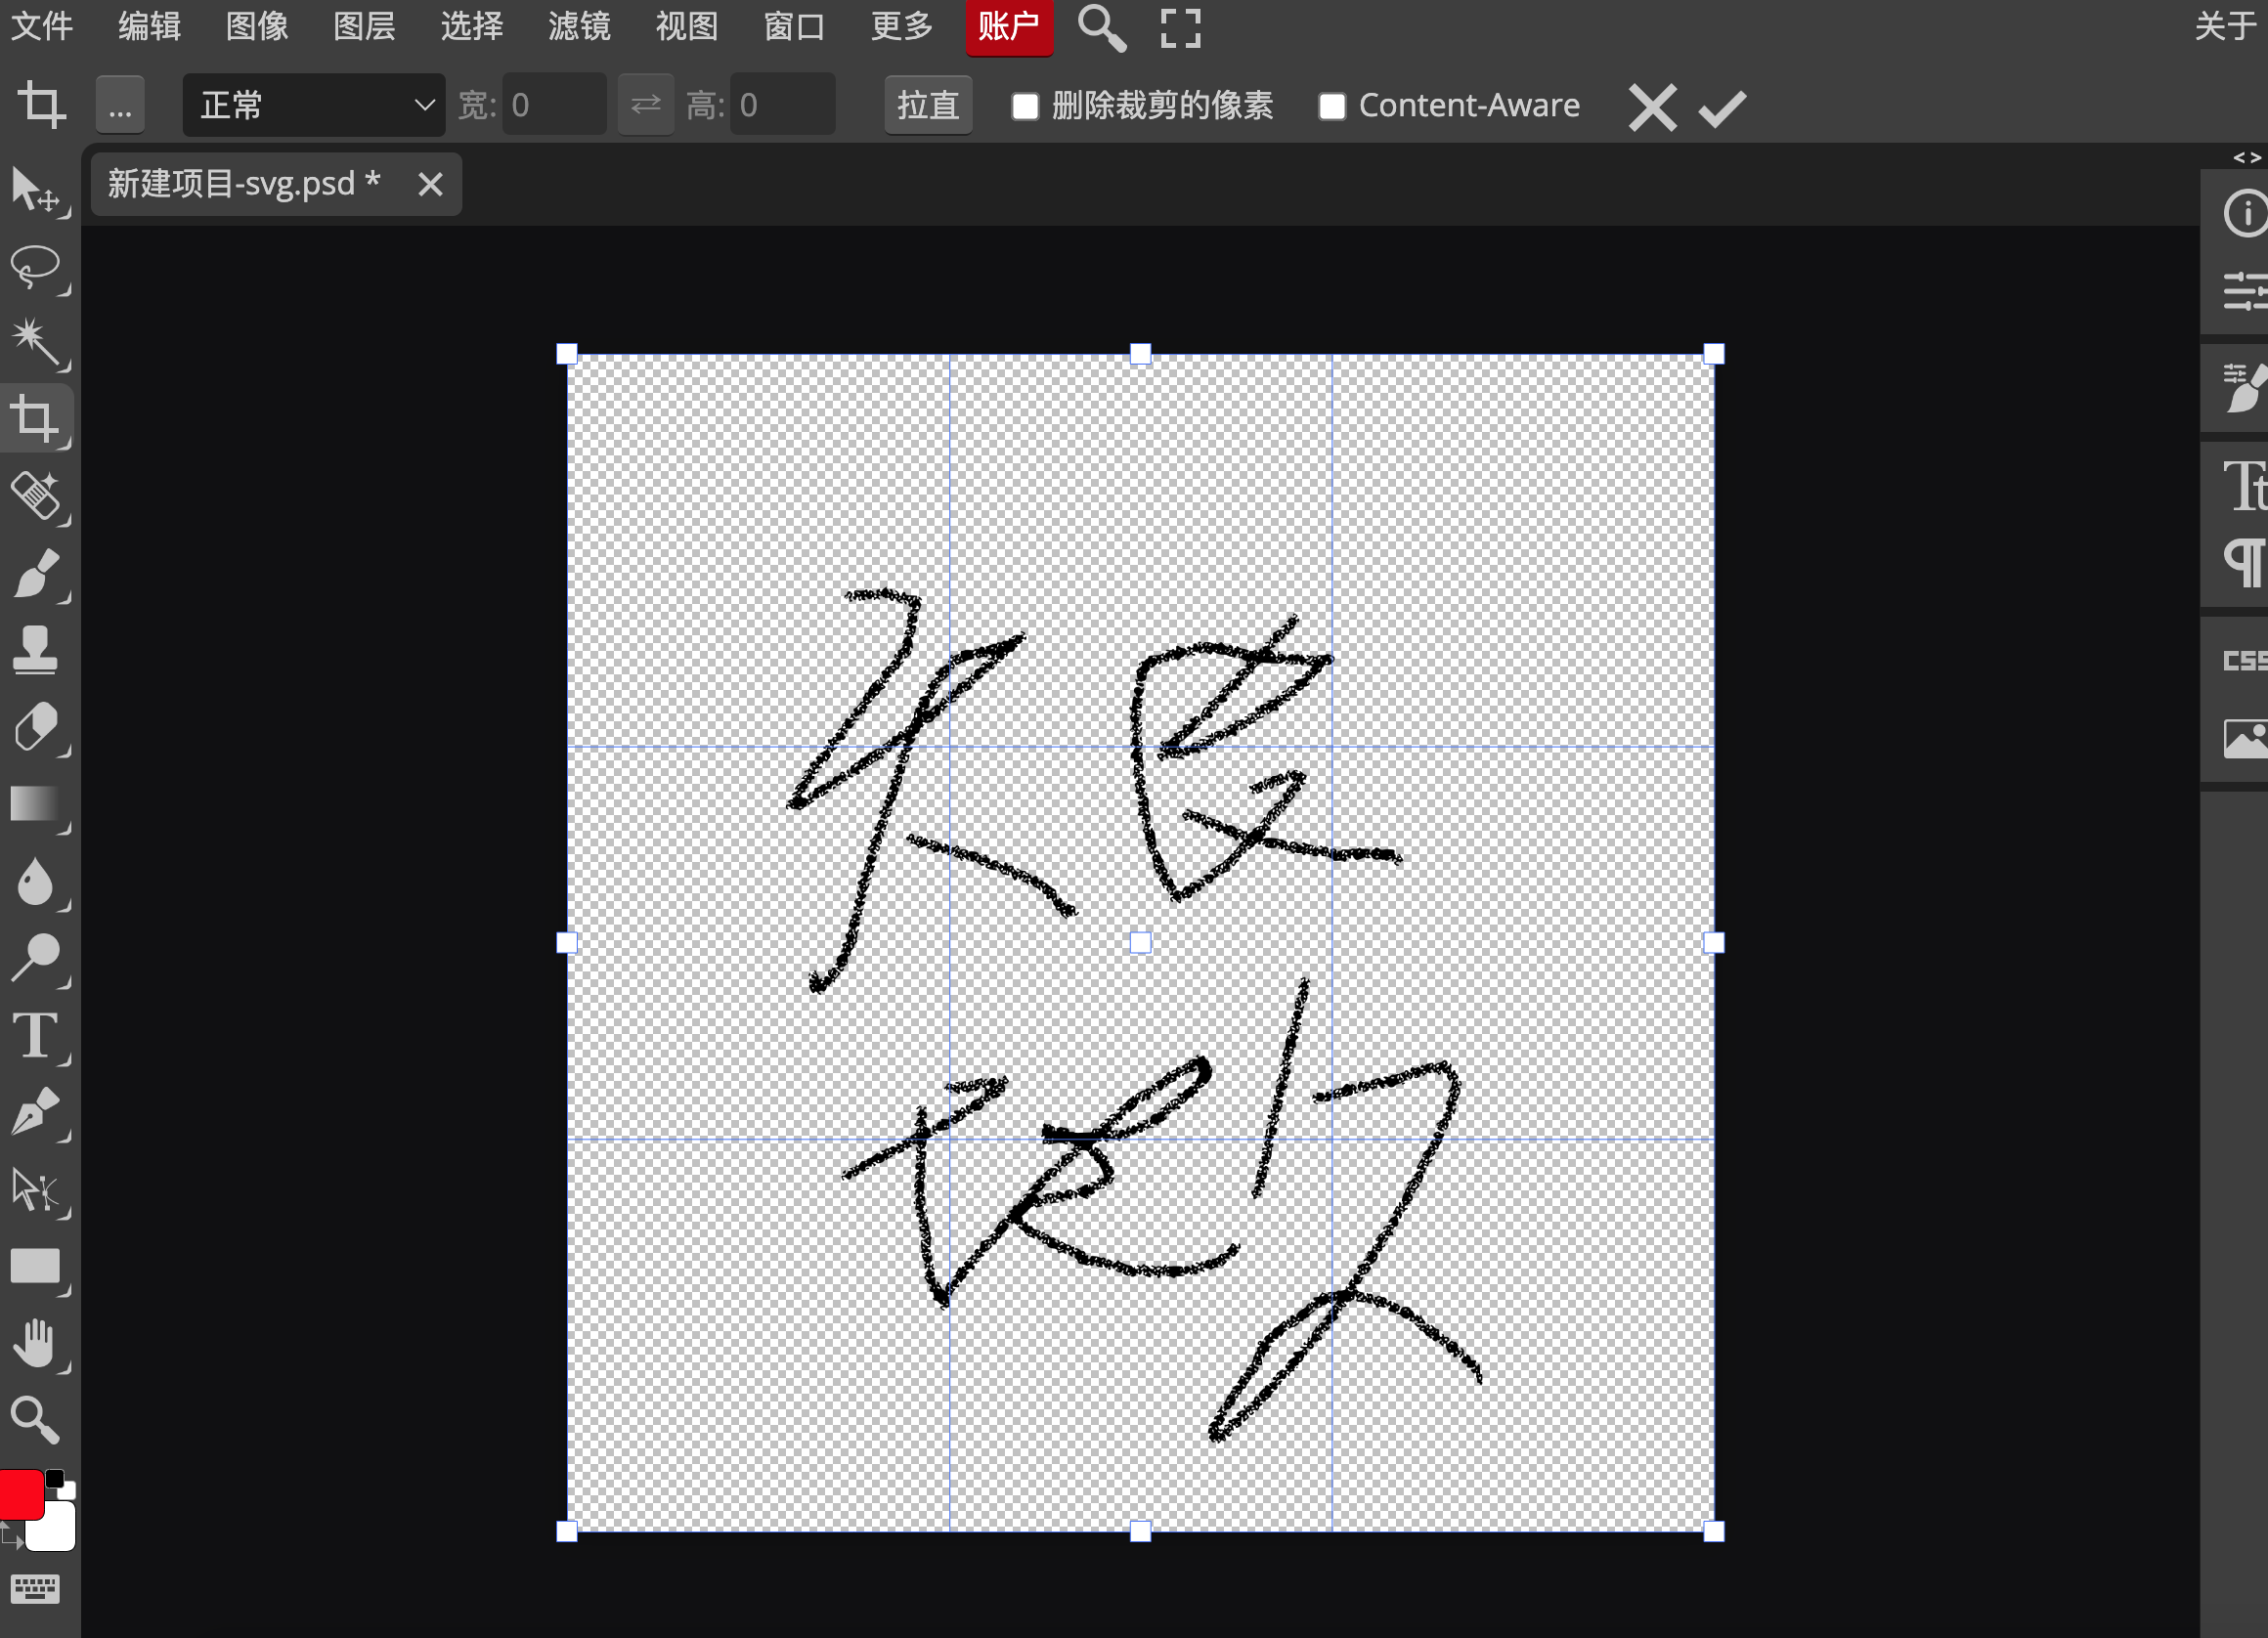 文件 编辑 图像 图层 选择 滤镜 视图 窗口 更多 账户 关于
... 正常 宽: 0 高: 0 拉直 删除裁剪的像素 Content-Aware
新建项目-svg.psd *
CSS